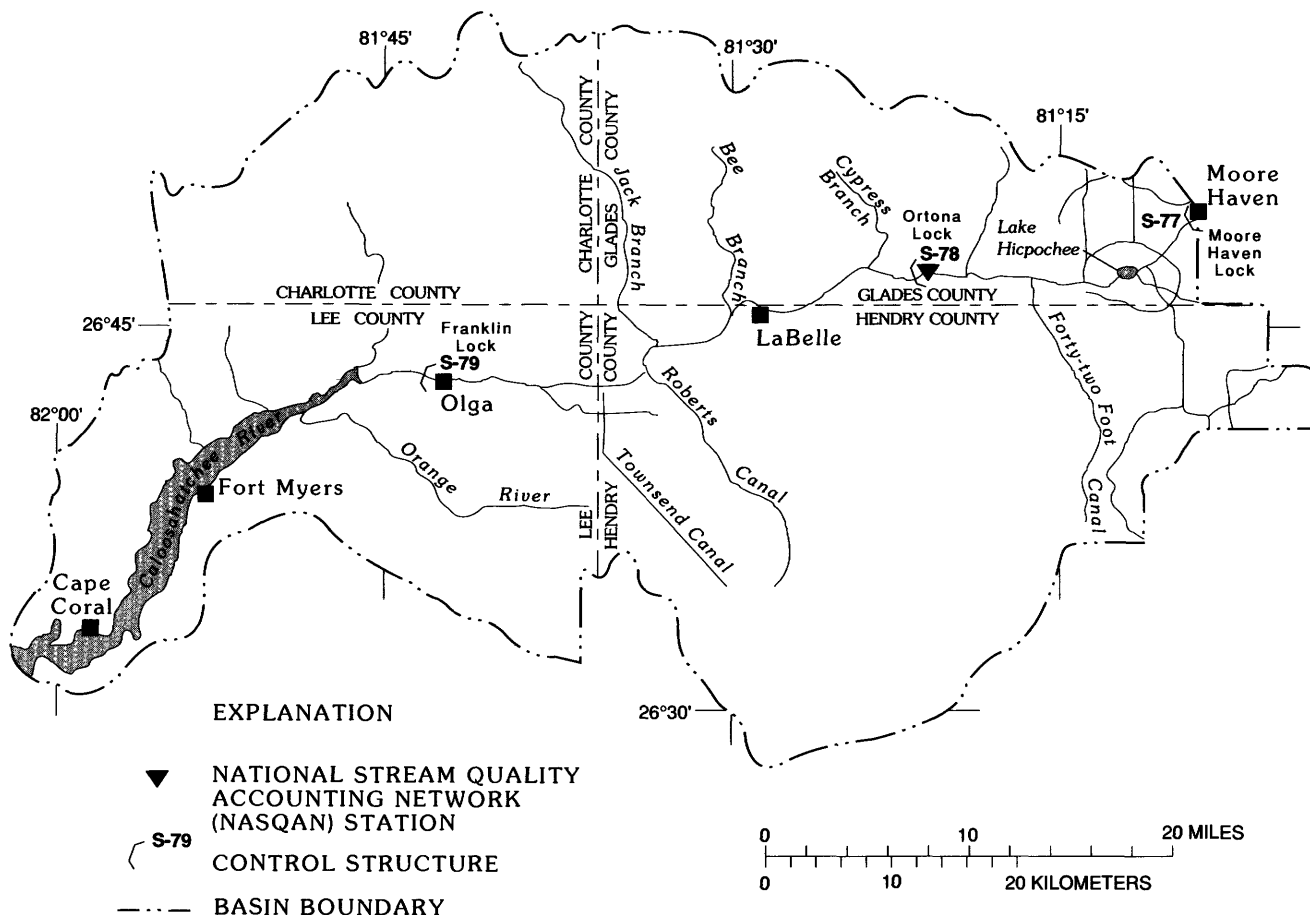 81°45'
81°30'
81°15'
Moore
Haven
S-77
Moore
Haven
Lock
Lake
Hicpochee
Ortona
Lock
S-78
Cypress
Branch
Bee
Branch
Jack Branch
CHARLOTTE COUNTY
GLADES COUNTY
CHARLOTTE COUNTY
LEE COUNTY
GLADES COUNTY
HENDRY COUNTY
26°45'
Franklin
Lock
S-79
Olga
COUNTY
COUNTY
LaBelle
Forty-two Foot
Canal
Roberts
Canal
82°00'
Caloosahatchee River
Fort Myers
Orange
River
LEE
HENDRY
Townsend Canal
Cape
Coral
26°30'
EXPLANATION
NATIONAL STREAM QUALITY
ACCOUNTING NETWORK
(NASQAN) STATION
S-79
CONTROL STRUCTURE
BASIN BOUNDARY
0 10 20 MILES
0 10 20 KILOMETERS